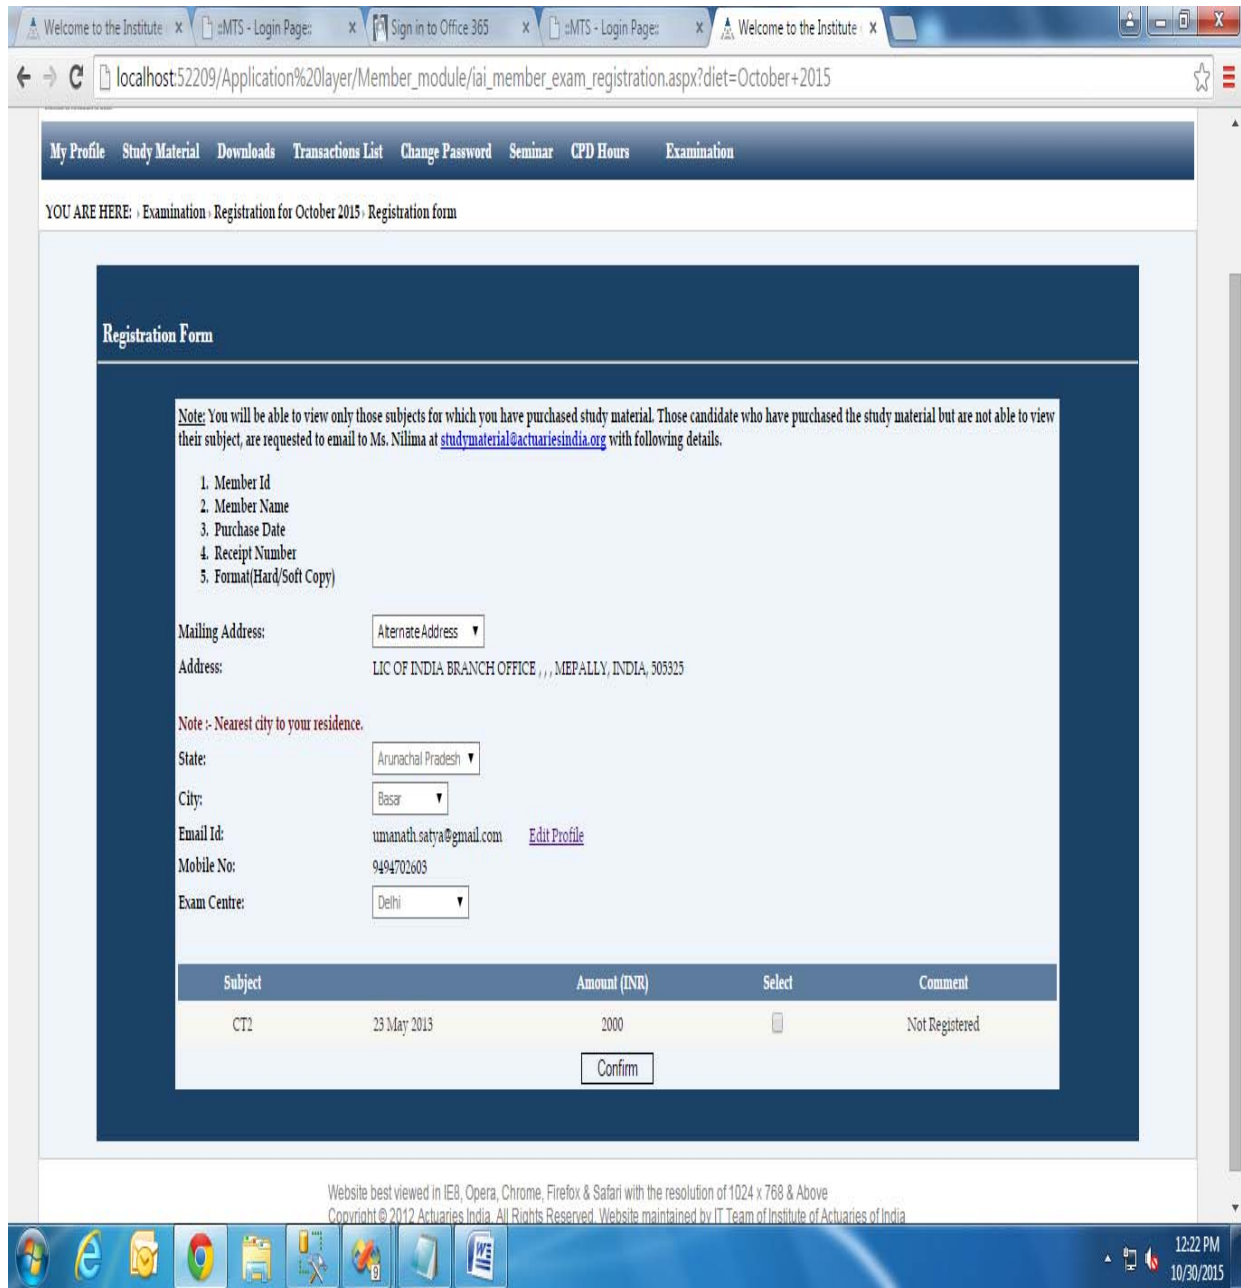 Welcome to the Institute
::MTS - Login Page::
Sign in to Office 365
::MTS - Login Page::
Welcome to the Institute
localhost:52209/Application%20layer/Member_module/iaj_member_exam_registration.aspx?diet=October+2015
My Profile Study Material Downloads Transactions List Change Password Seminar CPD Hours Examination
YOU ARE HERE: › Examination › Registration for October 2015 › Registration form
Registration Form
Note: You will be able to view only those subjects for which you have purchased study material. Those candidate who have purchased the study material but are not able to view
their subject, are requested to email to Ms. Nilima at studymaterial@actuariesindia.org with following details.
1. Member Id
2. Member Name
3. Purchase Date
4. Receipt Number
5. Format(Hard/Soft Copy)
Mailing Address: Alternate Address
Address: LIC OF INDIA BRANCH OFFICE , , , MEPALLY, INDIA, 505325
Note :- Nearest city to your residence.
State: Arunachal Pradesh
City: Basar
Email Id: umanath.satya@gmail.com Edit Profile
Mobile No: 9494702603
Exam Centre: Delhi
Subject Amount (INR) Select Comment
CT2 23 May 2013 2000 Not Registered
Confirm
Website best viewed in IE8, Opera, Chrome, Firefox & Safari with the resolution of 1024 x 768 & Above
Copyright © 2012 Actuaries India. All Rights Reserved. Website maintained by IT Team of Institute of Actuaries of India
12:22 PM
10/30/2015